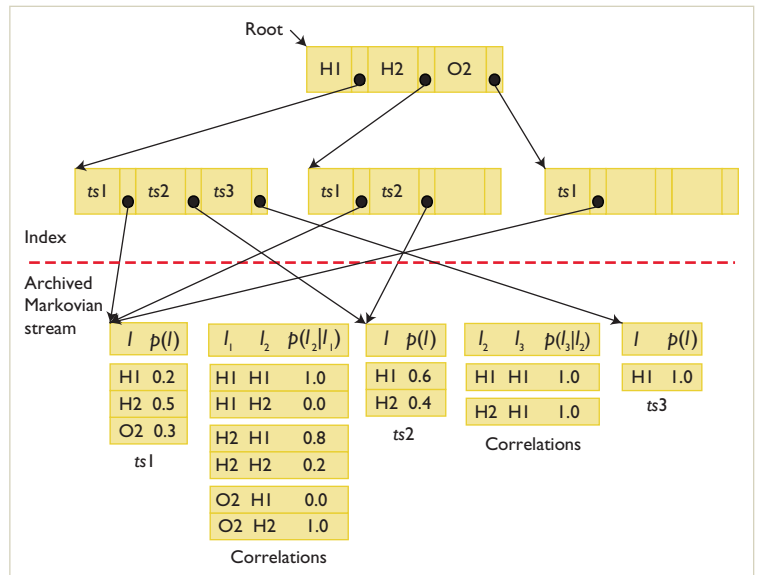 Root
H1 H2 O2
ts1 ts2 ts3
ts1 ts2
ts1
Index
Archived
Markovian
stream
l p(l)
H1 0.2
H2 0.5
O2 0.3
ts1
l₁ l₂ p(l₂|l₁)
H1 H1 1.0
H1 H2 0.0
H2 H1 0.8
H2 H2 0.2
O2 H1 0.0
O2 H2 1.0
Correlations
l p(l)
H1 0.6
H2 0.4
ts2
l₂ l₃ p(l₃|l₂)
H1 H1 1.0
H2 H1 1.0
Correlations
l p(l)
H1 1.0
ts3